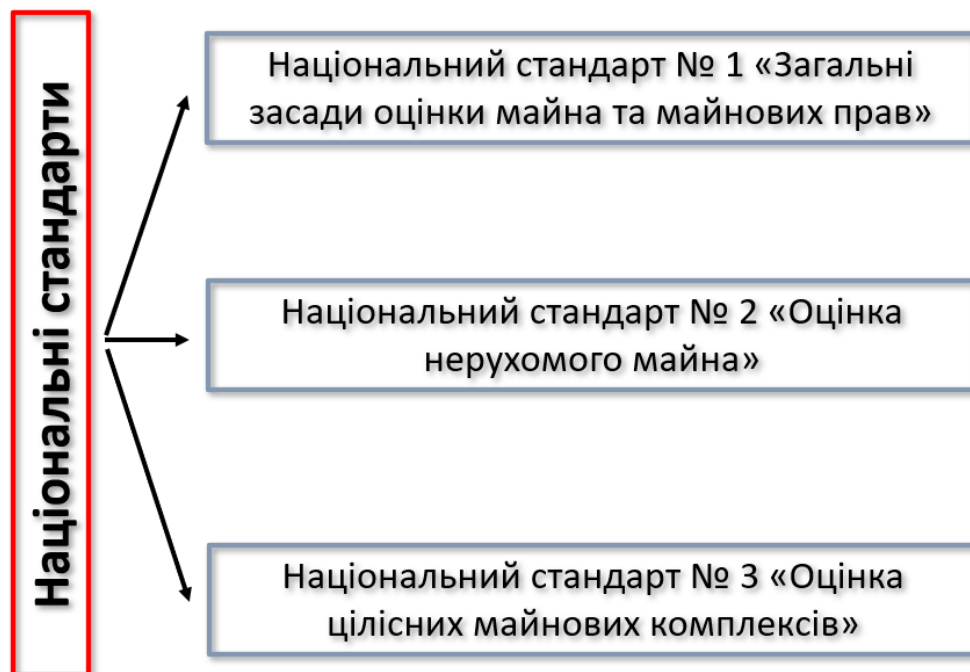 Національні стандарти
Національний стандарт № 1 «Загальні
засади оцінки майна та майнових прав»
Національний стандарт № 2 «Оцінка
нерухомого майна»
Національний стандарт № 3 «Оцінка
цілісних майнових комплексів»